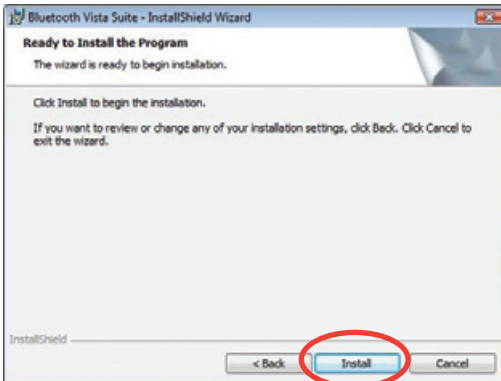 Bluetooth Vista Suite - InstallShield Wizard
Ready to Install the Program
The wizard is ready to begin installation.
Click Install to begin the installation.
If you want to review or change any of your installation settings, click Back. Click Cancel to
exit the wizard.
InstallShield
< Back Install Cancel